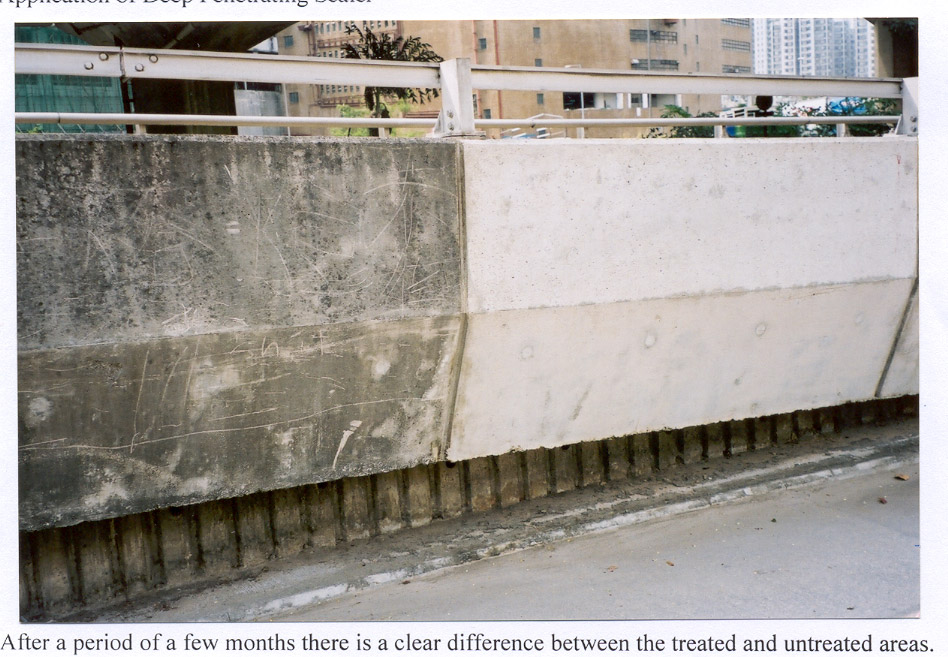 Application of Deep Penetrating Sealer
After a period of a few months there is a clear difference between the treated and untreated areas.